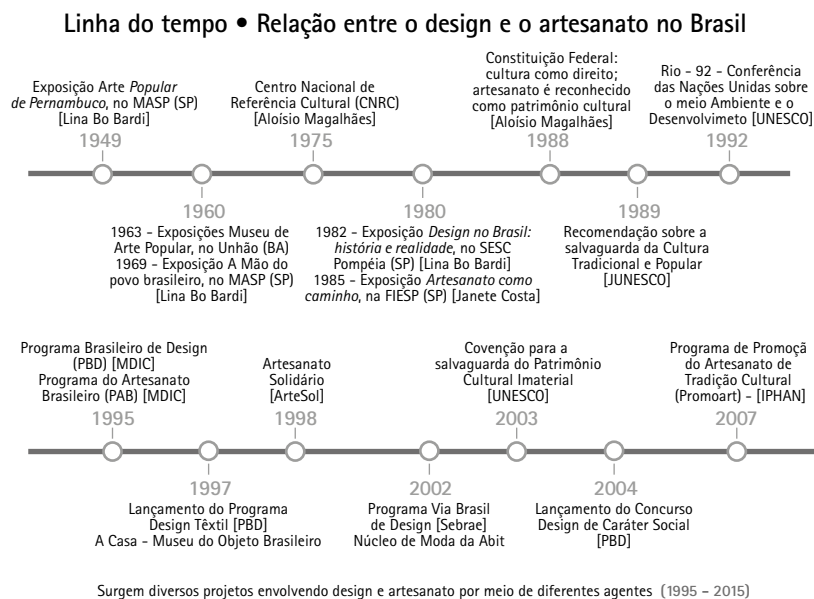 Linha do tempo • Relação entre o design e o artesanato no Brasil
Exposição Arte Popular
de Pernambuco, no MASP (SP)
[Lina Bo Bardi]
1949
Centro Nacional de
Referência Cultural (CNRC)
[Aloísio Magalhães]
1975
Constituição Federal:
cultura como direito;
artesanato é reconhecido
como patrimônio cultural
[Aloísio Magalhães]
1988
Rio - 92 - Conferência
das Nações Unidas sobre
o meio Ambiente e o
Desenvolvimeto [UNESCO]
1992
1960
1963 - Exposições Museu de
Arte Popular, no Unhão (BA)
1969 - Exposição A Mão do
povo brasileiro, no MASP (SP)
[Lina Bo Bardi]
1980
1982 - Exposição Design no Brasil:
história e realidade, no SESC
Pompéia (SP) [Lina Bo Bardi]
1985 - Exposição Artesanato como
caminho, na FIESP (SP) [Janete Costa]
1989
Recomendação sobre a
salvaguarda da Cultura
Tradicional e Popular
[JUNESCO]
Programa Brasileiro de Design
(PBD) [MDIC]
Programa do Artesanato
Brasileiro (PAB) [MDIC]
1995
Artesanato
Solidário
[ArteSol]
1998
Covenção para a
salvaguarda do Patrimônio
Cultural Imaterial
[UNESCO]
2003
Programa de Promoçã
do Artesanato de
Tradição Cultural
(Promoart) - [IPHAN]
2007
1997
Lançamento do Programa
Design Têxtil [PBD]
A Casa - Museu do Objeto Brasileiro
2002
Programa Via Brasil
de Design [Sebrae]
Núcleo de Moda da Abit
2004
Lançamento do Concurso
Design de Caráter Social
[PBD]
Surgem diversos projetos envolvendo design e artesanato por meio de diferentes agentes (1995 - 2015)